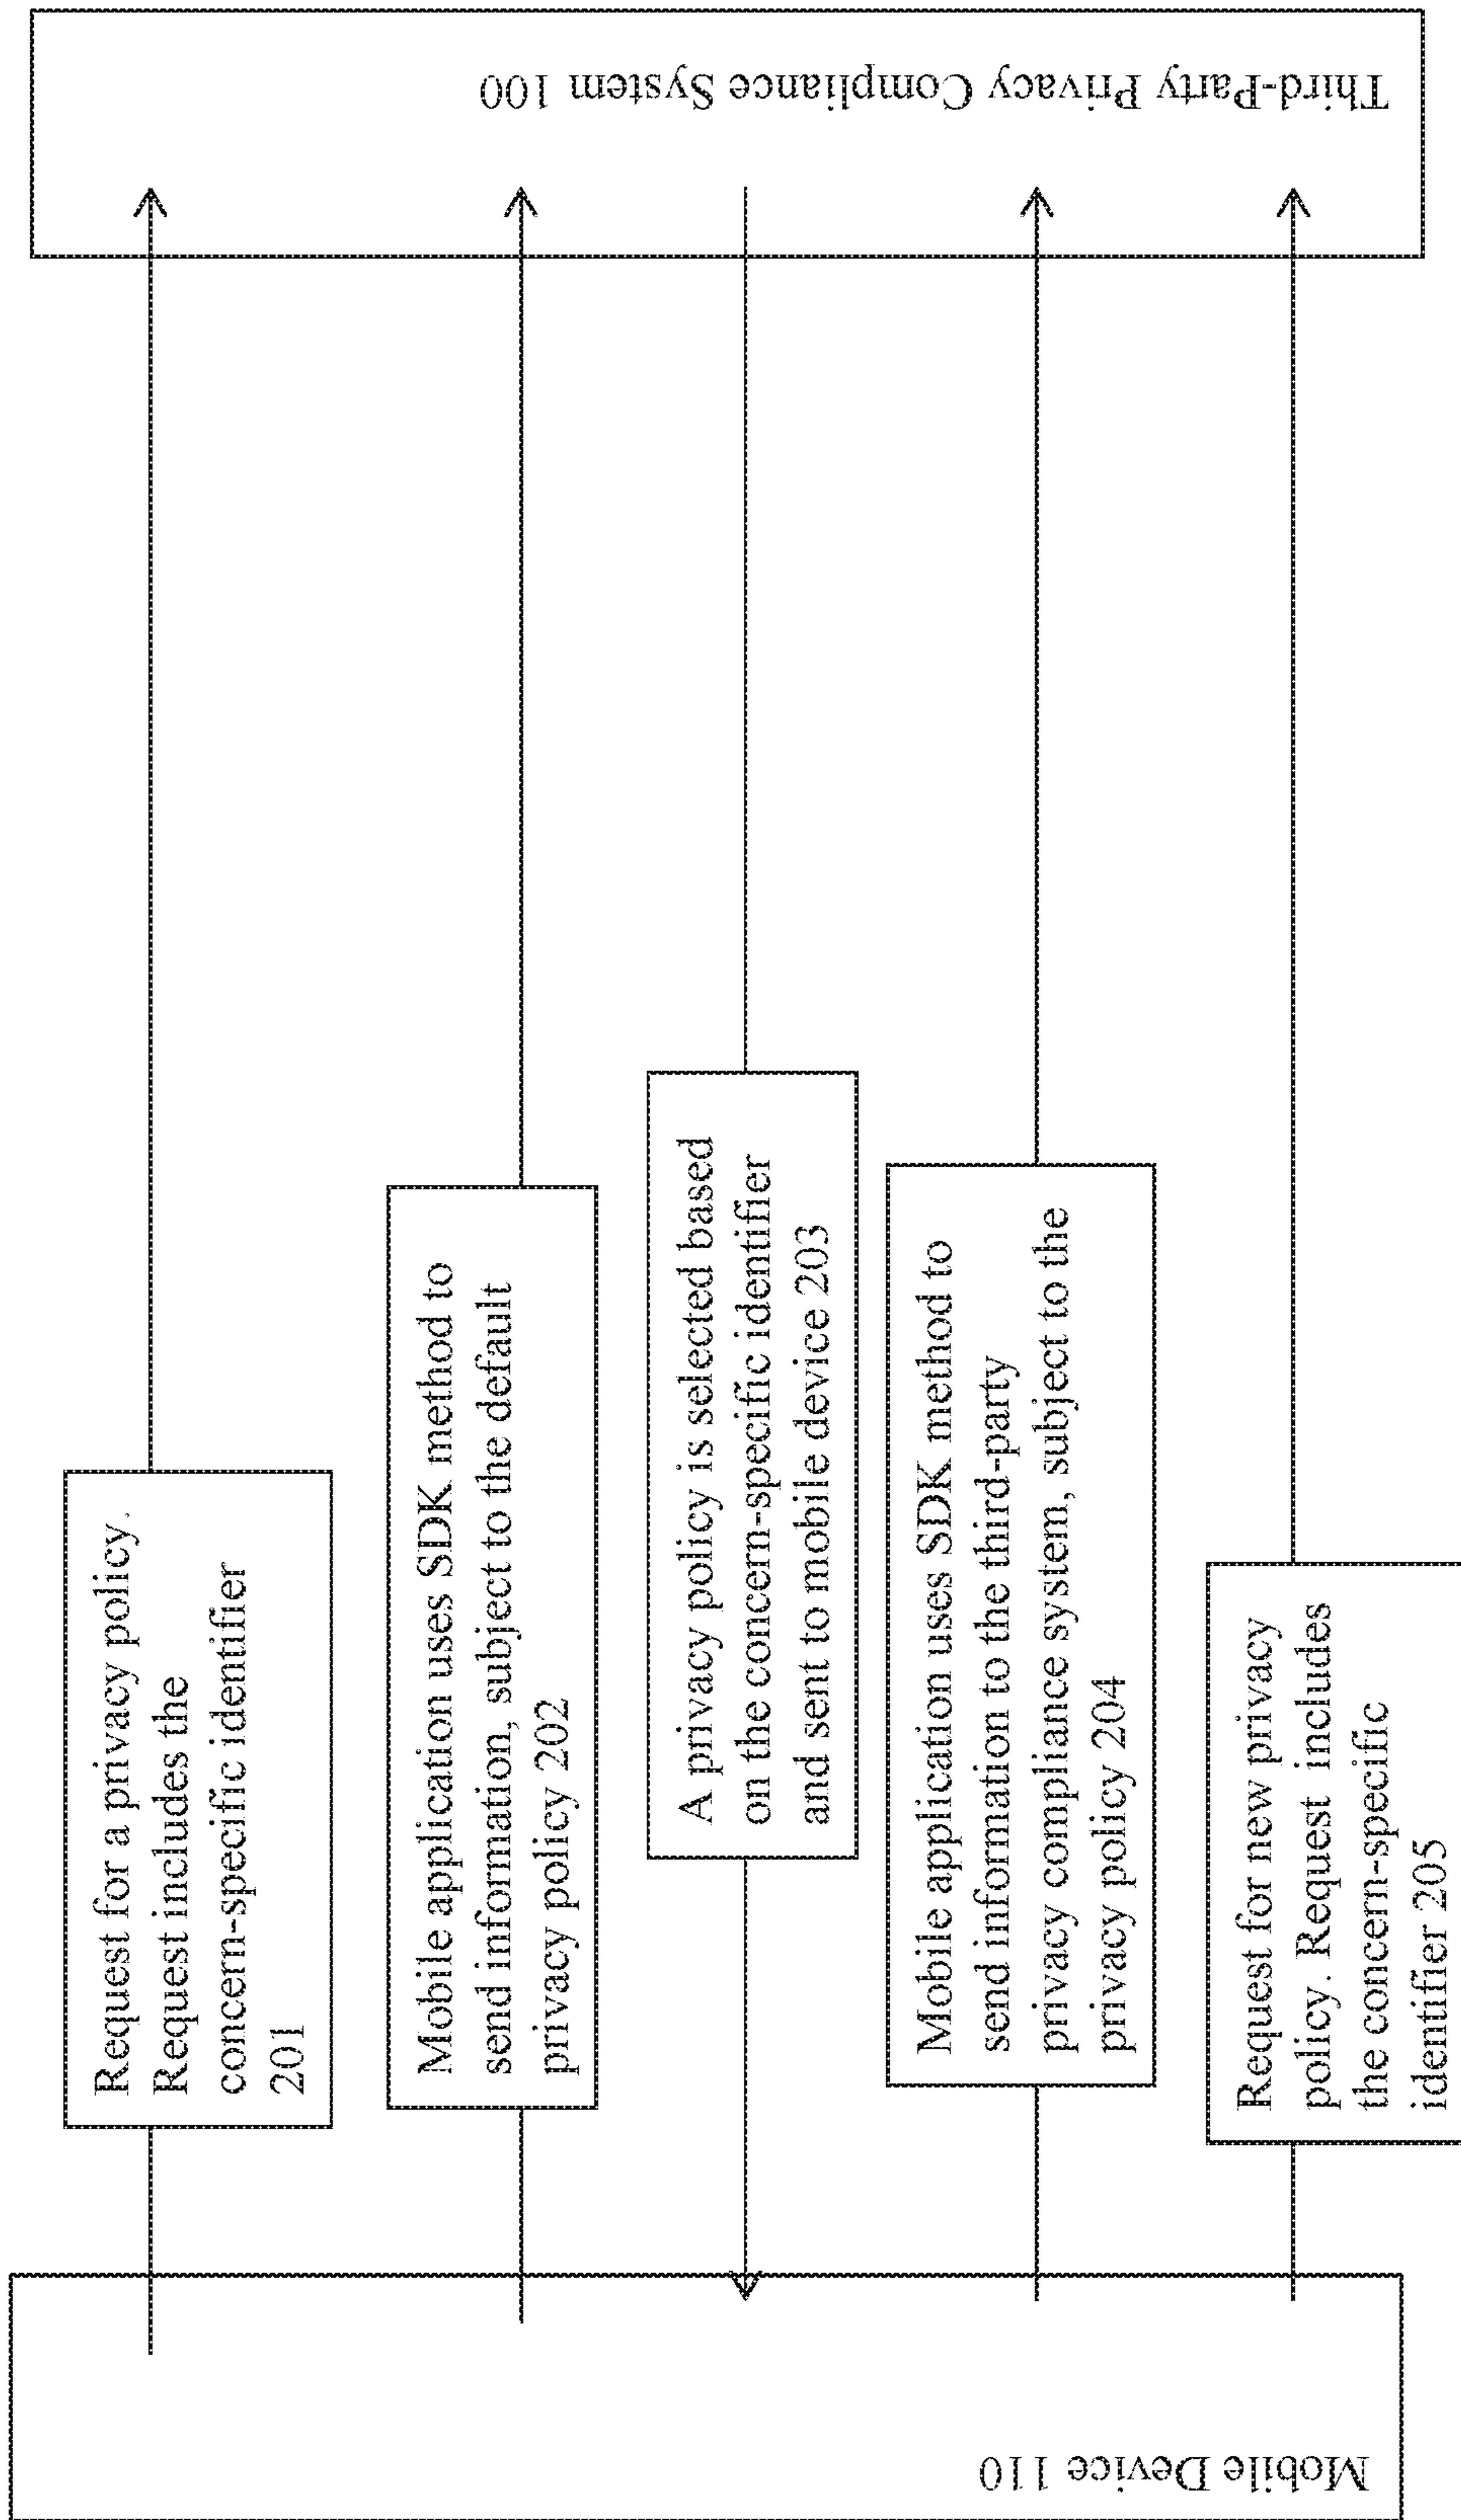 Mobile Device 110
Third-Party Privacy Compliance System 100
Request for a privacy policy.
Request includes the
concern-specific identifier
201
Mobile application uses SDK method to
send information, subject to the default
privacy policy 202
A privacy policy is selected based
on the concern-specific identifier
and sent to mobile device 203
Mobile application uses SDK method to
send information to the third-party
privacy compliance system, subject to the
privacy policy 204
Request for new privacy
policy. Request includes
the concern-specific
identifier 205